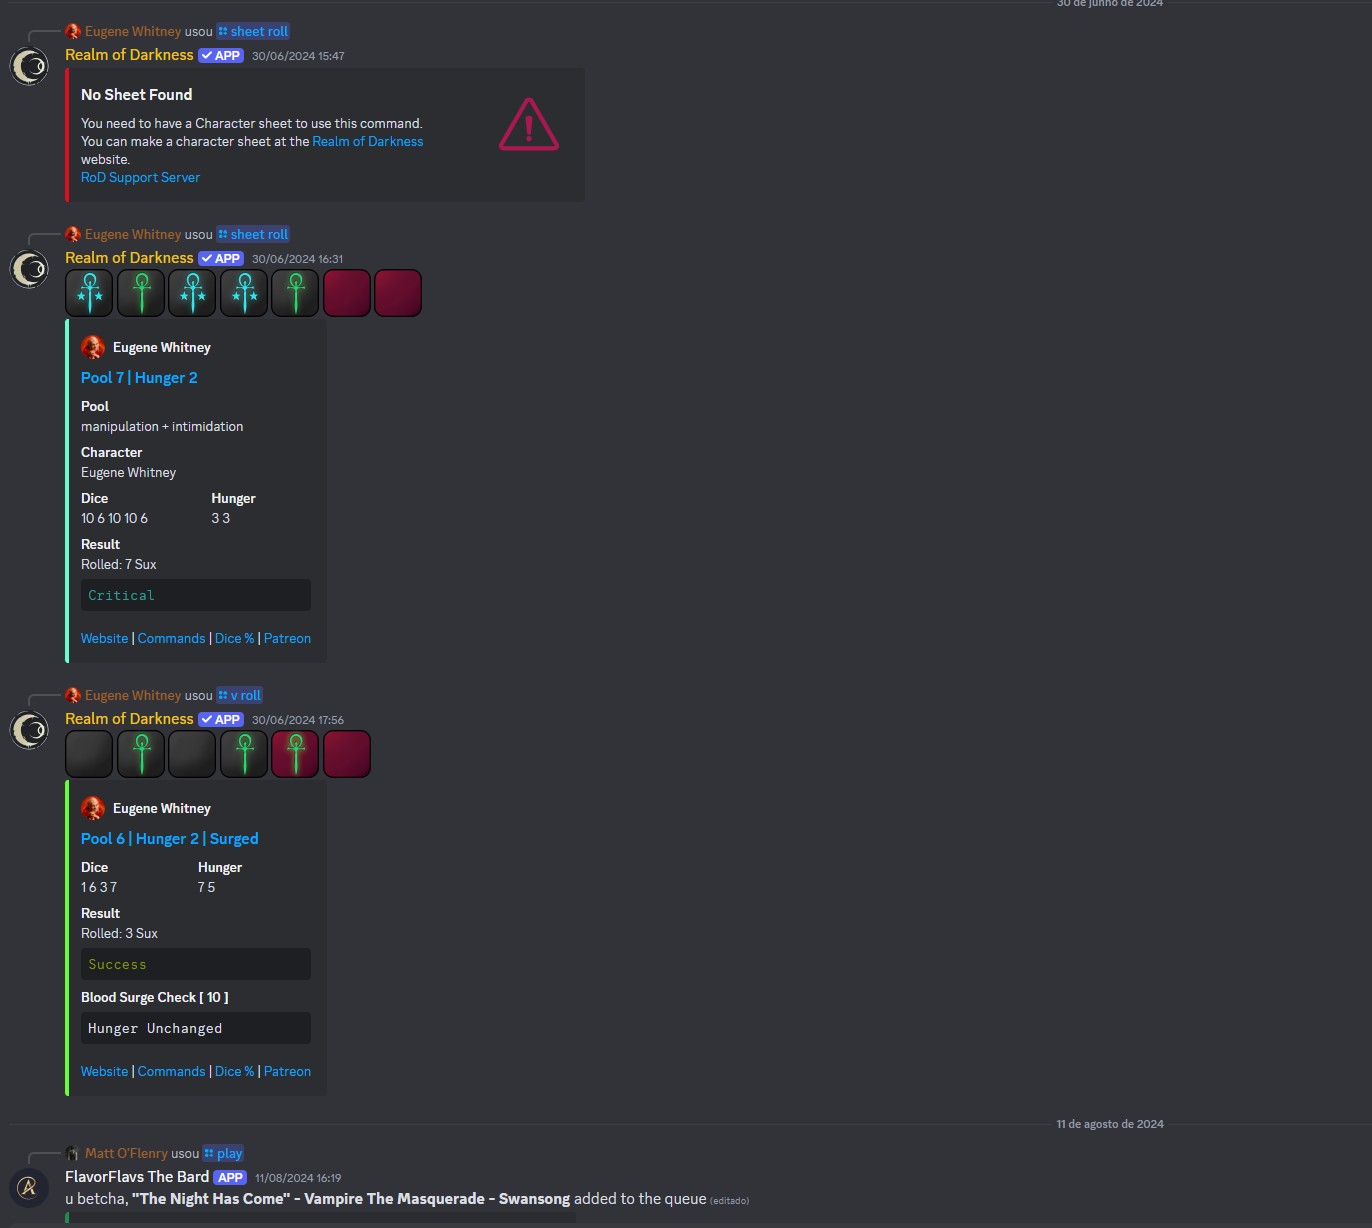 30 de junho de 2024
Eugene Whitney usou sheet roll
Realm of Darkness APP 30/06/2024 15:47
No Sheet Found
You need to have a Character sheet to use this command.
You can make a character sheet at the Realm of Darkness
website.
RoD Support Server
Eugene Whitney usou sheet roll
Realm of Darkness APP 30/06/2024 16:31
Eugene Whitney
Pool 7 | Hunger 2
Pool
manipulation + intimidation
Character
Eugene Whitney
Dice Hunger
10 6 10 10 6 3 3
Result
Rolled: 7 Sux
Critical
Website | Commands | Dice % | Patreon
Eugene Whitney usou v roll
Realm of Darkness APP 30/06/2024 17:56
Eugene Whitney
Pool 6 | Hunger 2 | Surged
Dice Hunger
1 6 3 7 7 5
Result
Rolled: 3 Sux
Success
Blood Surge Check [ 10 ]
Hunger Unchanged
Website | Commands | Dice % | Patreon
11 de agosto de 2024
Matt O'Flenry usou play
FlavorFlavs The Bard APP 11/08/2024 16:19
u betcha, "The Night Has Come" - Vampire The Masquerade - Swansong added to the queue (editado)